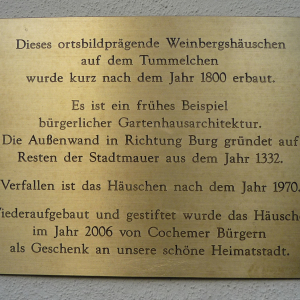 Dieses ortsbildprägende Weinbergshäuschen
auf dem Tummelchen
wurde kurz nach dem Jahr 1800 erbaut.
Es ist ein frühes Beispiel
bürgerlicher Gartenhausarchitektur.
Die Außenwand in Richtung Burg gründet auf
Resten der Stadtmauer aus dem Jahr 1332.
Verfallen ist das Häuschen nach dem Jahr 1970.
Wiederaufgebaut und gestiftet wurde das Häuschen
im Jahr 2006 von Cochemer Bürgern
als Geschenk an unsere schöne Heimatstadt.